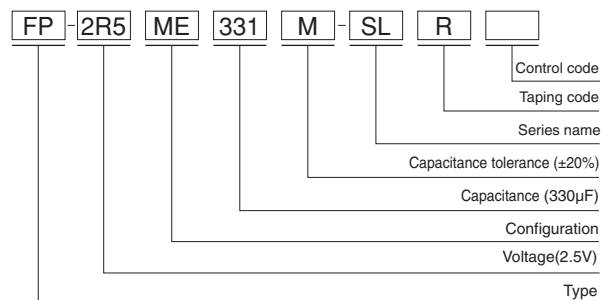 FP-2R5 ME 331 M-SL R
Control code
Taping code
Series name
Capacitance tolerance (±20%)
Capacitance (330µF)
Configuration
Voltage(2.5V)
Type